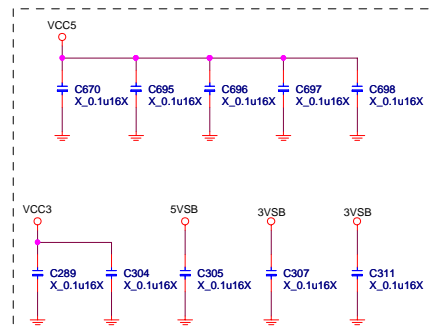 VCC5
C670 C695 C696 C697 C698
X_0.1u16X X_0.1u16X X_0.1u16X X_0.1u16X X_0.1u16X
VCC3 5VSB 3VSB 3VSB
C289 C304 C305 C307 C311
X_0.1u16X X_0.1u16X X_0.1u16X X_0.1u16X X_0.1u16X